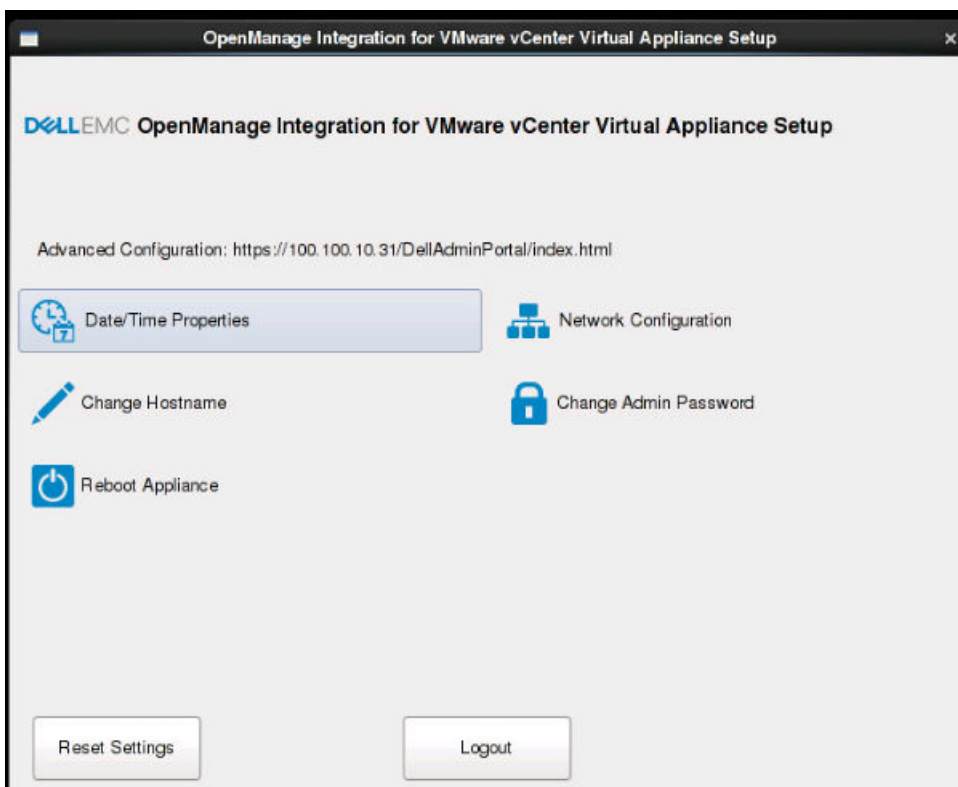 OpenManage Integration for VMware vCenter Virtual Appliance Setup
DELLEMC OpenManage Integration for VMware vCenter Virtual Appliance Setup
Advanced Configuration: https://100.100.10.31/DellAdminPortal/index.html
Date/Time Properties
Network Configuration
Change Hostname
Change Admin Password
Reboot Appliance
Reset Settings
Logout